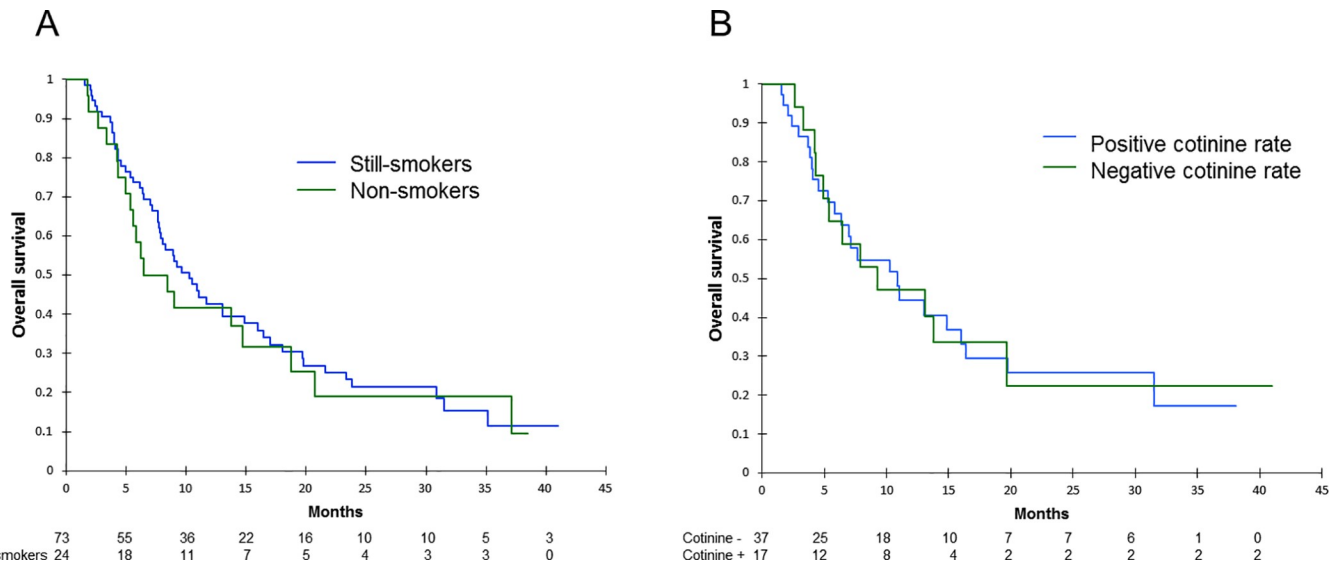 A
Overall survival
1
0.9
0.8
0.7
0.6
0.5
0.4
0.3
0.2
0.1
0
Still-smokers
Non-smokers
0 5 10 15 20 25 30 35 40 45
Months
73 55 36 22 16 10 10 5 3
smokers 24 18 11 7 5 4 3 3 0
B
Overall survival
1
0.9
0.8
0.7
0.6
0.5
0.4
0.3
0.2
0.1
0
Positive cotinine rate
Negative cotinine rate
0 5 10 15 20 25 30 35 40 45
Months
Cotinine - 37 25 18 10 7 7 6 1 0
Cotinine + 17 12 8 4 2 2 2 2 2